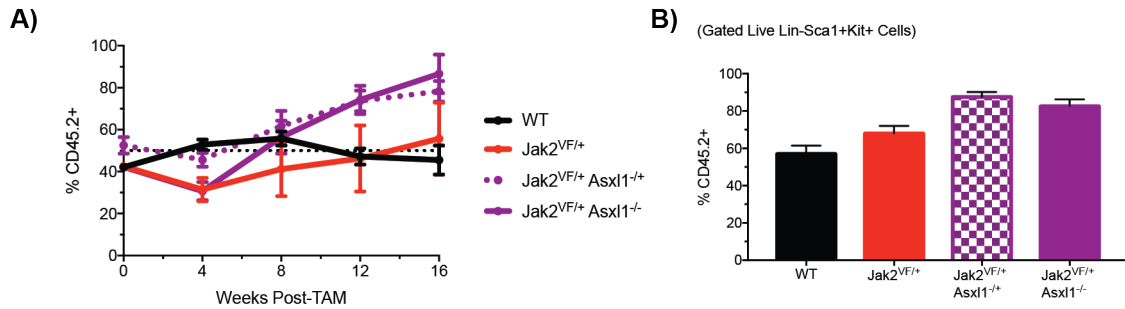 A)
% CD45.2+
100
80
60
40
20
0
0 4 8 12 16
Weeks Post-TAM
WT
Jak2VF/+
Jak2VF/+ Asxl1-/+
Jak2VF/+ Asxl1-/-
B)
(Gated Live Lin-Sca1+Kit+ Cells)
% CD45.2+
100
80
60
40
20
0
WT Jak2VF/+ Jak2VF/+ Jak2VF/+
Asxl1-/+ Asxl1-/-